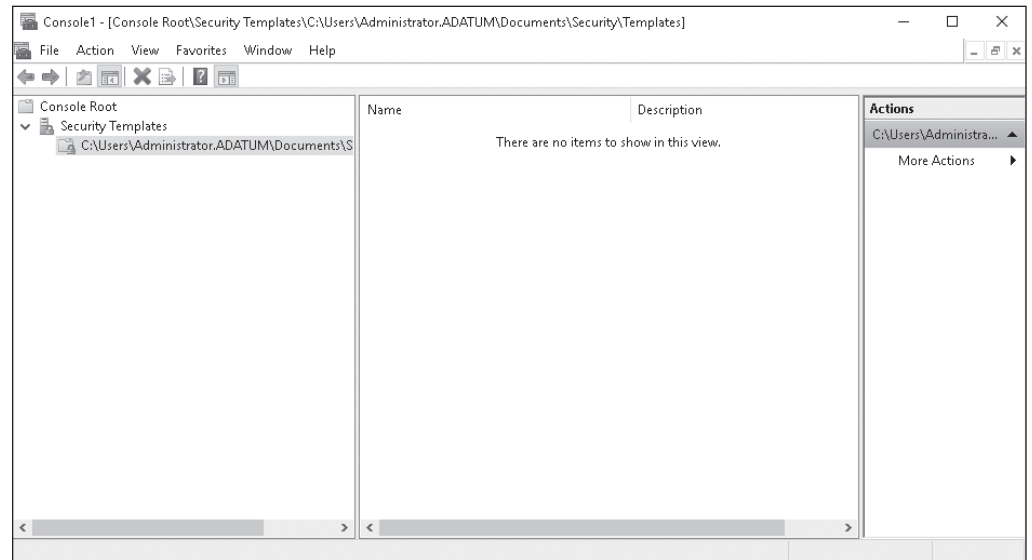 Console1 - [Console Root\Security Templates\C:\Users\Administrator.ADATUM\Documents\Security\Templates]
File Action View Favorites Window Help
Console Root
Security Templates
C:\Users\Administrator.ADATUM\Documents\S
Name Description
There are no items to show in this view.
Actions
C:\Users\Administra...
More Actions